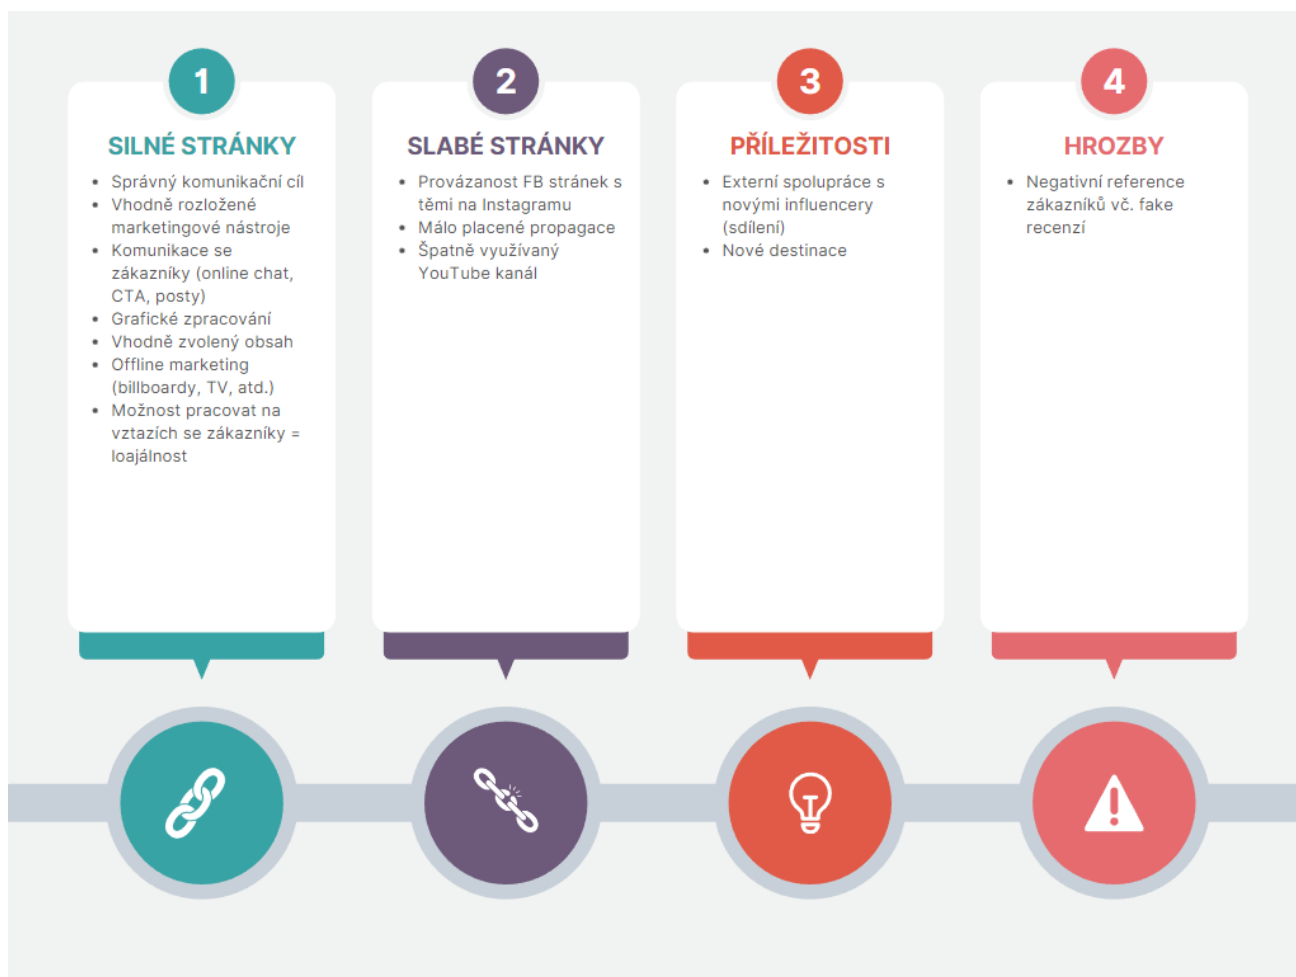 1
SILNÉ STRÁNKY
• Správný komunikační cíl
• Vhodně rozložené
marketingové nástroje
• Komunikace se
zákazníky (online chat,
CTA, posty)
• Grafické zpracování
• Vhodně zvolený obsah
• Offline marketing
(billboardy, TV, atd.)
• Možnost pracovat na
vztazích se zákazníky =
loajálnost
2
SLABÉ STRÁNKY
• Provázanost FB stránek s
těmi na Instagramu
• Málo placené propagace
• Špatně využívaný
YouTube kanál
3
PŘÍLEŽITOSTI
• Externí spolupráce s
novými influencery
(sdílení)
• Nové destinace
4
HROZBY
• Negativní reference
zákazníků vč. fake
recenzí